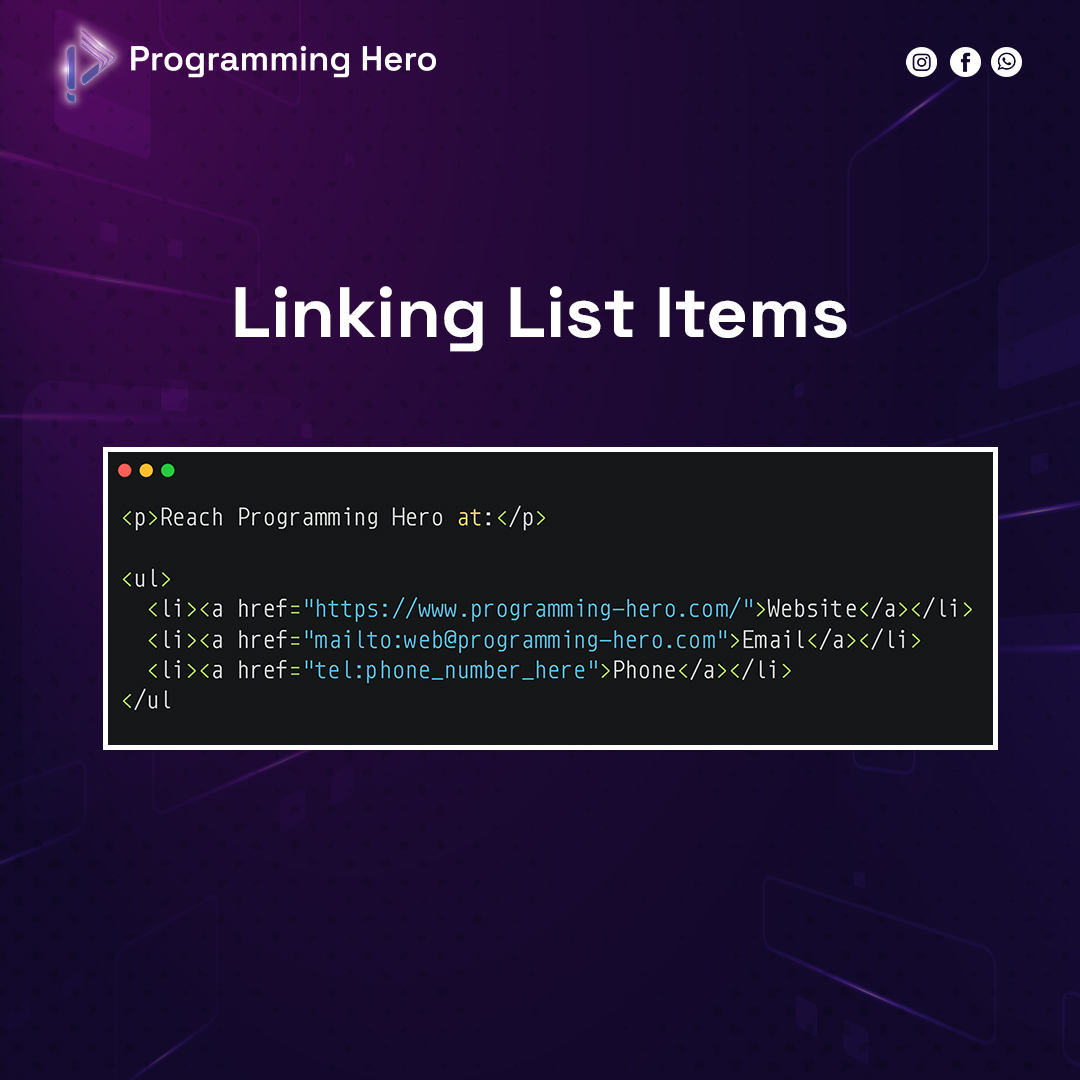 Programming Hero
Linking List Items
<p>Reach Programming Hero at:</p>
<ul>
<li><a href="https://www.programming-hero.com/">Website</a></li>
<li><a href="mailto:web@programming-hero.com">Email</a></li>
<li><a href="tel:phone_number_here">Phone</a></li>
</ul